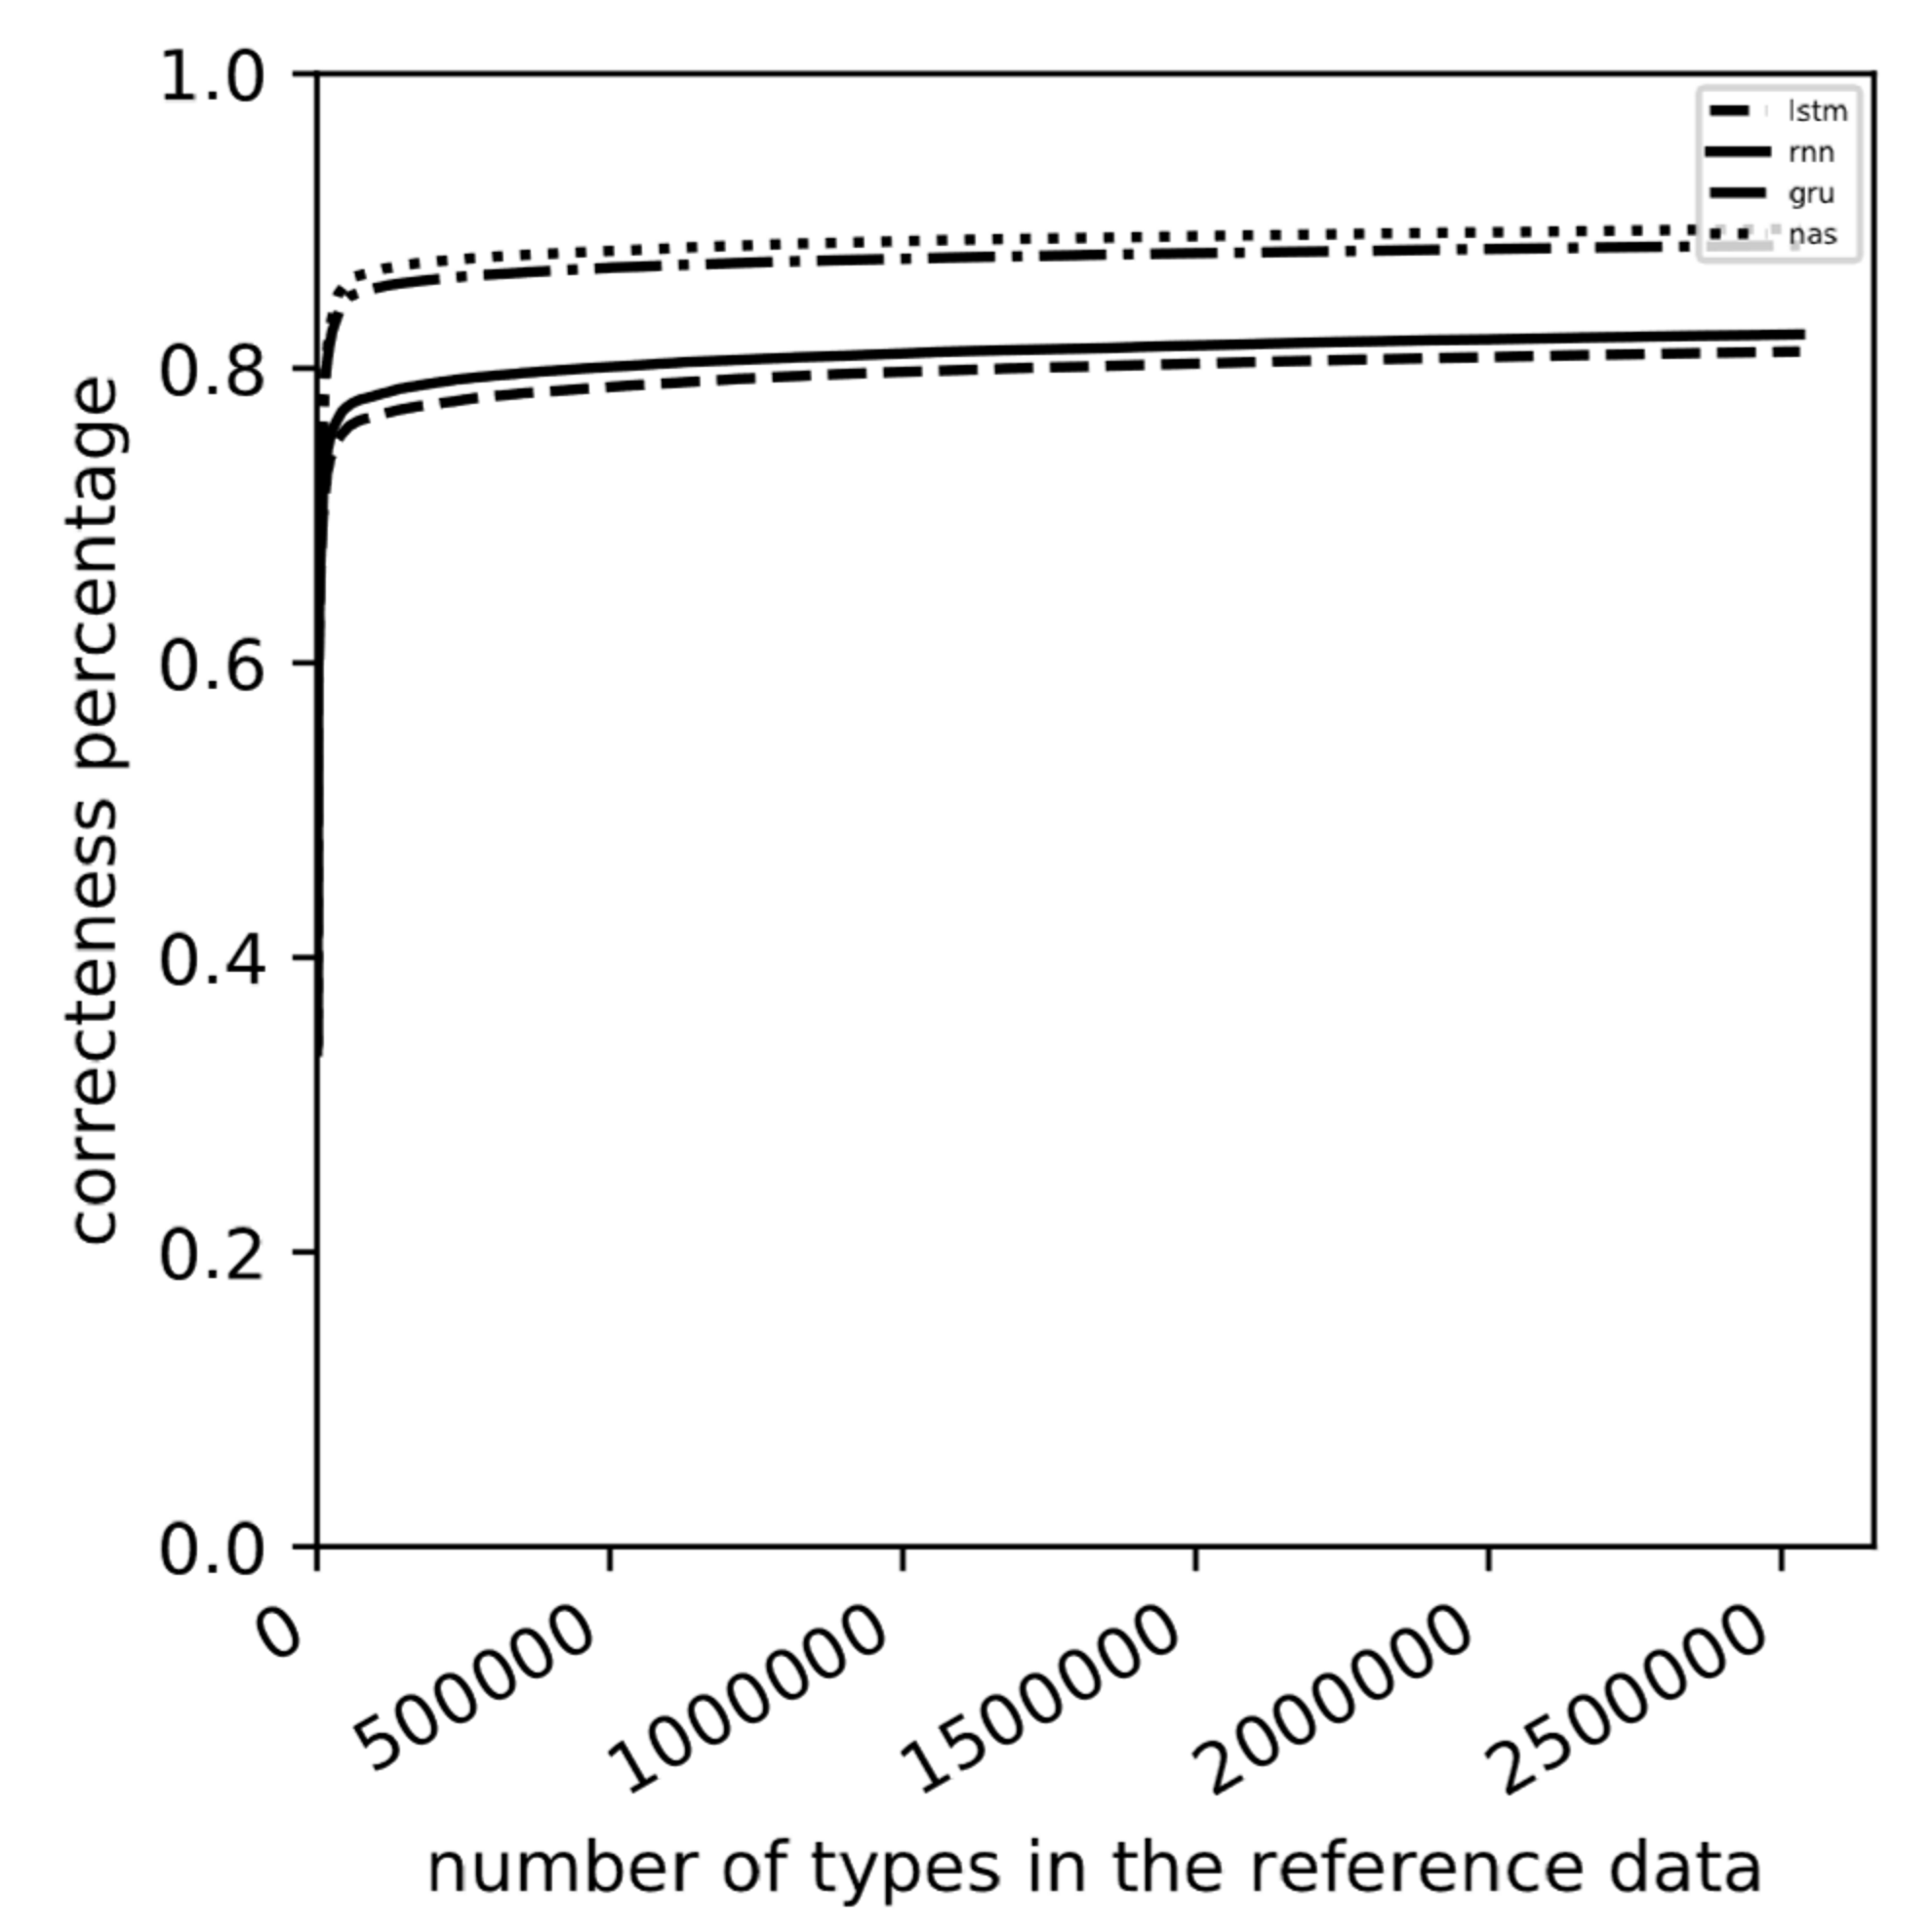 1.0
0.8
0.6
0.4
0.2
0.0
correcteness percentage
lstm
rnn
gru
nas
0
500000
1000000
1500000
2000000
2500000
number of types in the reference data